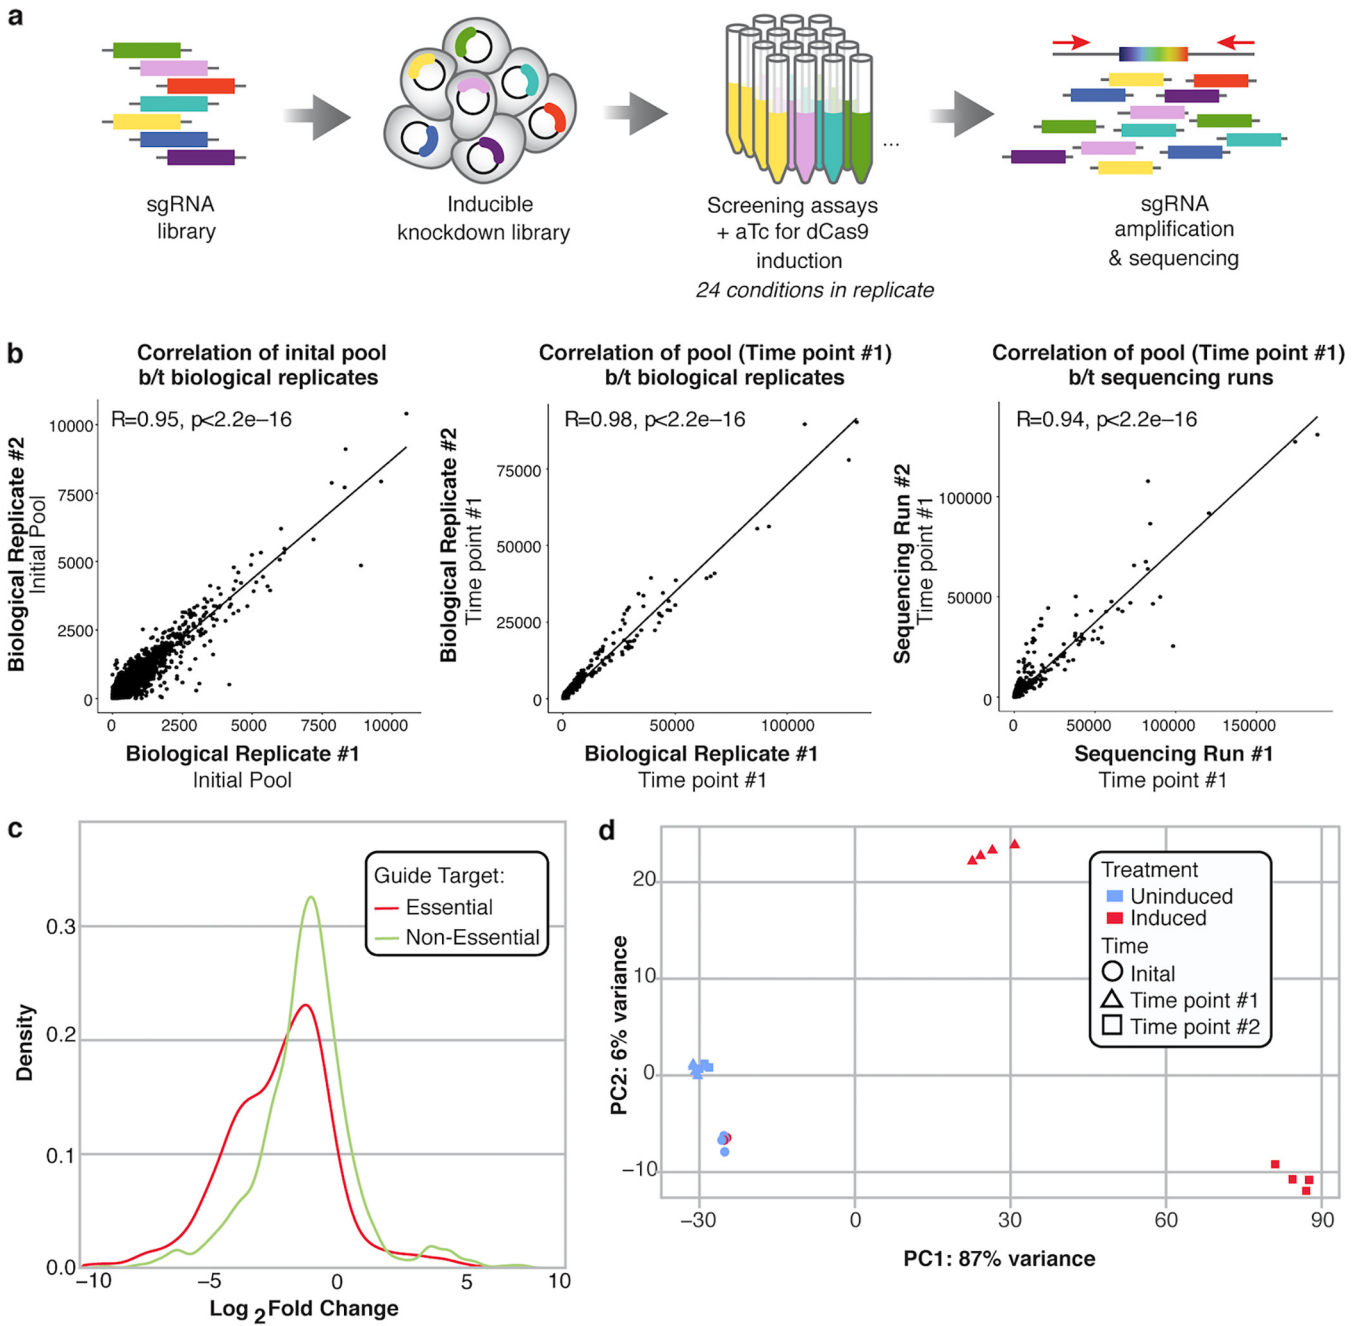 a
sgRNA
library
Inducible
knockdown library
Screening assays
+ aTc for dCas9
induction
24 conditions in replicate
...
sgRNA
amplification
& sequencing
b
Correlation of inital pool
b/t biological replicates
R=0.95, p<2.2e−16
Biological Replicate #2
Initial Pool
10000
7500
5000
2500
0
0 2500 5000 7500 10000
Biological Replicate #1
Initial Pool
Correlation of pool (Time point #1)
b/t biological replicates
R=0.98, p<2.2e−16
Biological Replicate #2
Time point #1
75000
50000
25000
0
0 50000 100000
Biological Replicate #1
Time point #1
Correlation of pool (Time point #1)
b/t sequencing runs
R=0.94, p<2.2e−16
Sequencing Run #2
Time point #1
100000
50000
0
0 50000 100000 150000
Sequencing Run #1
Time point #1
c
Guide Target:
Essential
Non-Essential
Density
0.3
0.2
0.1
0.0
−10 −5 0 5 10
Log 2 Fold Change
d
Treatment
Uninduced
Induced
Time
Inital
Time point #1
Time point #2
PC2: 6% variance
20
10
0
−10
−30 0 30 60 90
PC1: 87% variance